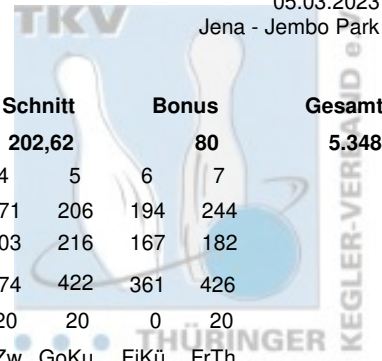 05.03.2023
TKV
Jena - Jembo Park
Schnitt Bonus Gesamt
202,62 80 5.348
4 5 6 7
71 206 194 244
03 216 167 182
74 422 361 426
20 20 0 20
Zw GoKu FiKü FrTh
THÜRINGER
KEGLER-VERBAND e.V.